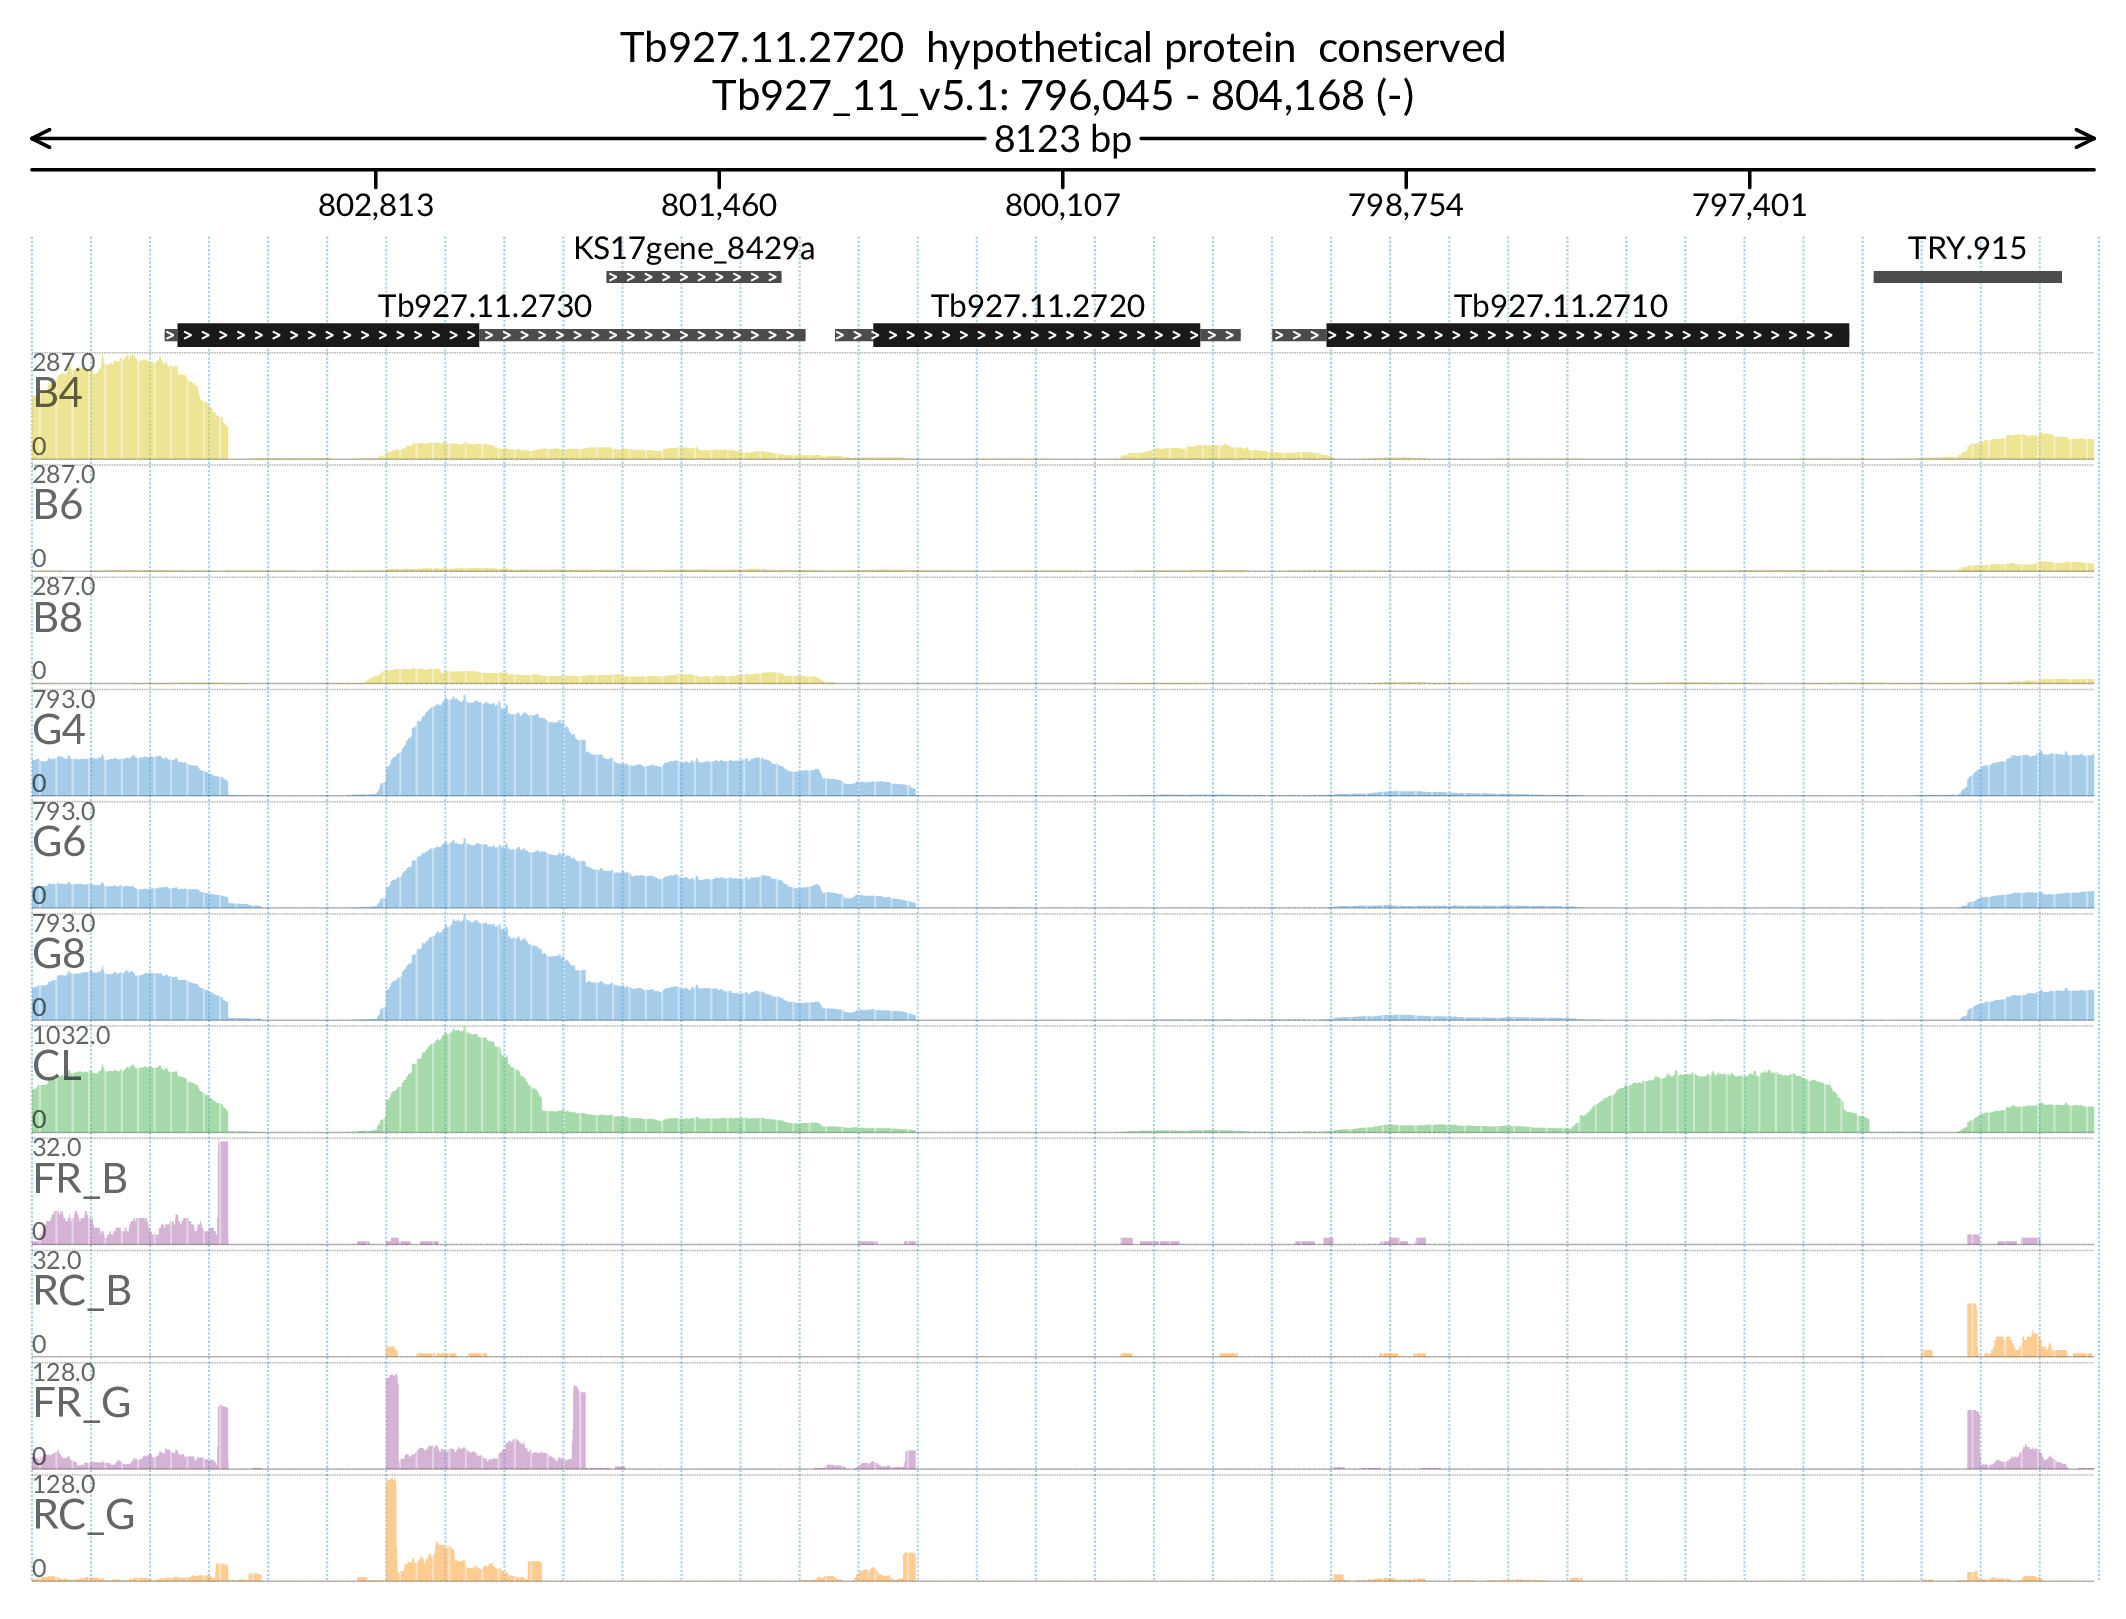 Tb927.11.2720 hypothetical protein conserved
Tb927_11_v5.1: 796,045 - 804,168 (-)
8123 bp
802,813 801,460 800,107 798,754 797,401
KS17gene_8429a TRY.915
Tb927.11.2730 Tb927.11.2720 Tb927.11.2710
287.0
B4
0
287.0
B6
0
287.0
B8
0
793.0
G4
0
793.0
G6
0
793.0
G8
0
1032.0
CL
0
32.0
FR_B
0
32.0
RC_B
0
128.0
FR_G
0
128.0
RC_G
0